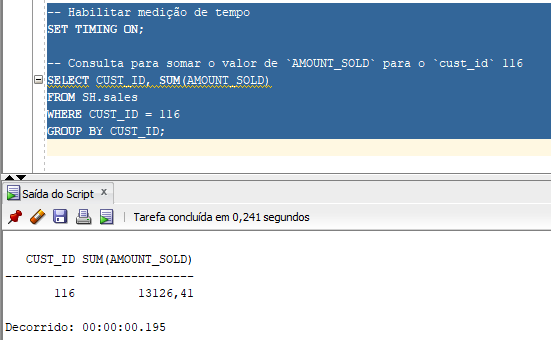 -- Habilitar medição de tempo
SET TIMING ON;
-- Consulta para somar o valor de `AMOUNT_SOLD` para o `cust_id` 116
SELECT CUST_ID, SUM(AMOUNT_SOLD)
FROM SH.sales
WHERE CUST_ID = 116
GROUP BY CUST_ID;
Saída do Script x
Tarefa concluída em 0,241 segundos
CUST_ID SUM(AMOUNT_SOLD)
---------- ----------------
116 13126,41
Decorrido: 00:00:00.195